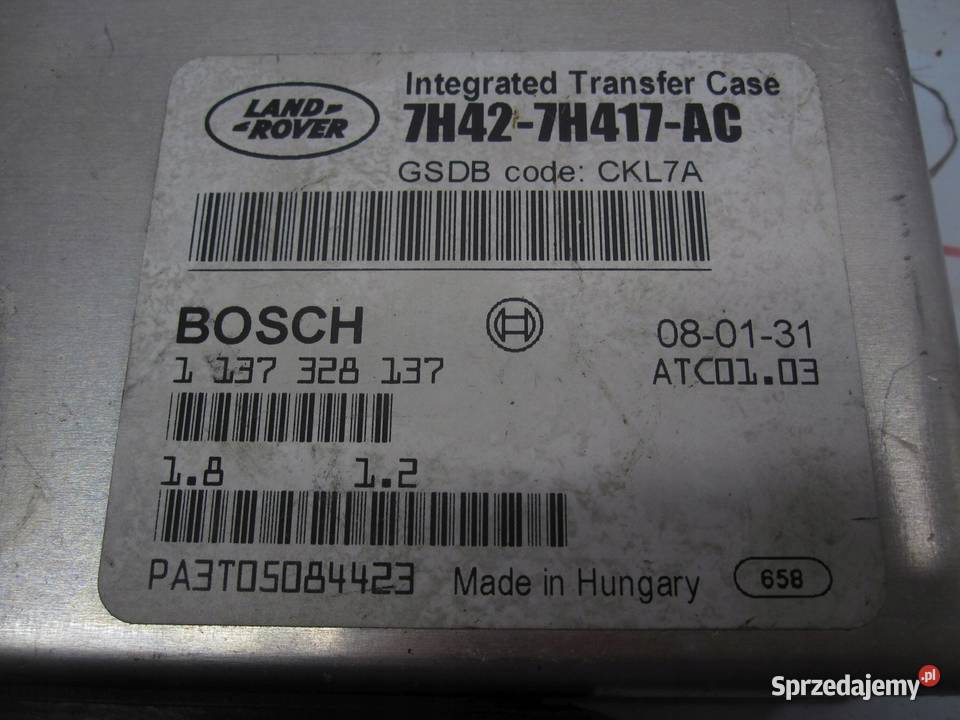 LAND-
-ROVER
Integrated Transfer Case
7H42-7H417-AC
GSDB code: CKL7A
BOSCH
08-01-31
1 137 328 137
ATC01.03
1.8 1.2
PA3T05084423
Made in Hungary
658
Sprzedajemy.pl